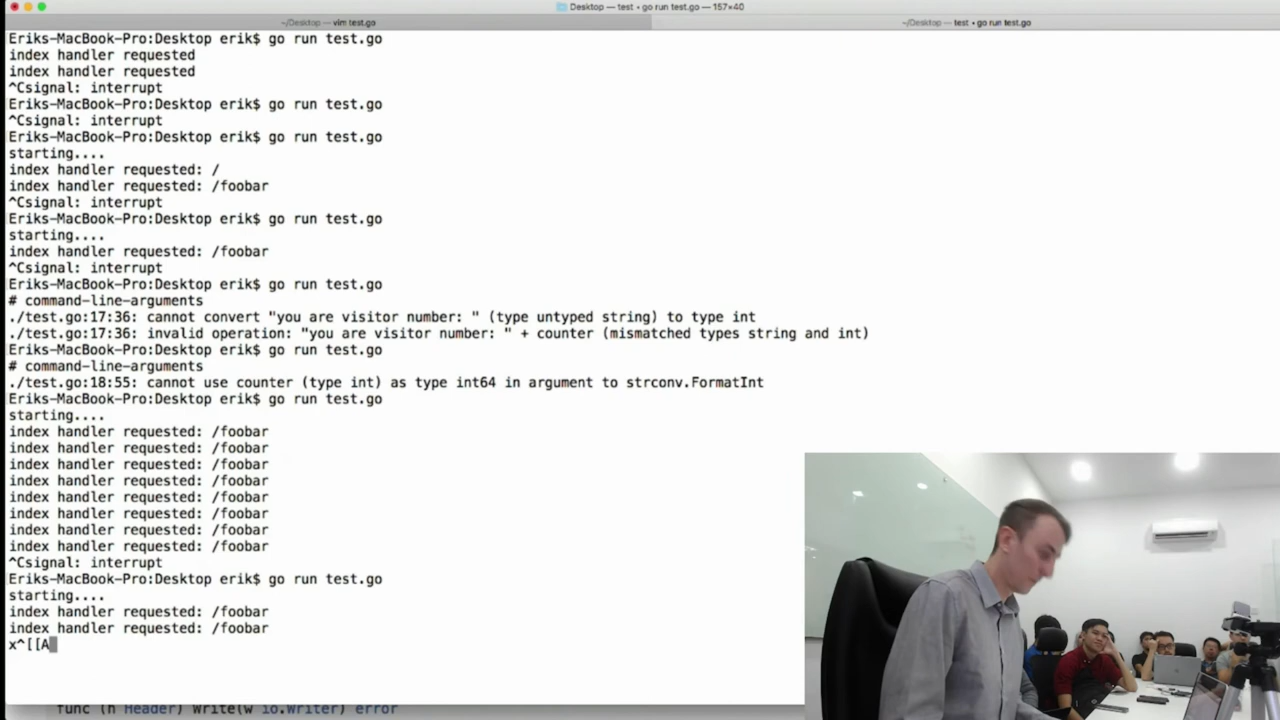 Desktop — test • go run test.go — 157×40
~/Desktop — vim test.go
~/Desktop — test • go run test.go
Eriks-MacBook-Pro:Desktop erik$ go run test.go
index handler requested
index handler requested
^Csignal: interrupt
Eriks-MacBook-Pro:Desktop erik$ go run test.go
^Csignal: interrupt
Eriks-MacBook-Pro:Desktop erik$ go run test.go
starting....
index handler requested: /
index handler requested: /foobar
^Csignal: interrupt
Eriks-MacBook-Pro:Desktop erik$ go run test.go
starting....
index handler requested: /foobar
^Csignal: interrupt
Eriks-MacBook-Pro:Desktop erik$ go run test.go
# command-line-arguments
./test.go:17:36: cannot convert "you are visitor number: " (type untyped string) to type int
./test.go:17:36: invalid operation: "you are visitor number: " + counter (mismatched types string and int)
Eriks-MacBook-Pro:Desktop erik$ go run test.go
# command-line-arguments
./test.go:18:55: cannot use counter (type int) as type int64 in argument to strconv.FormatInt
Eriks-MacBook-Pro:Desktop erik$ go run test.go
starting....
index handler requested: /foobar
index handler requested: /foobar
index handler requested: /foobar
index handler requested: /foobar
index handler requested: /foobar
index handler requested: /foobar
index handler requested: /foobar
index handler requested: /foobar
^Csignal: interrupt
Eriks-MacBook-Pro:Desktop erik$ go run test.go
starting....
index handler requested: /foobar
index handler requested: /foobar
x^[[A
func (h Header) Write(w io.Writer) error